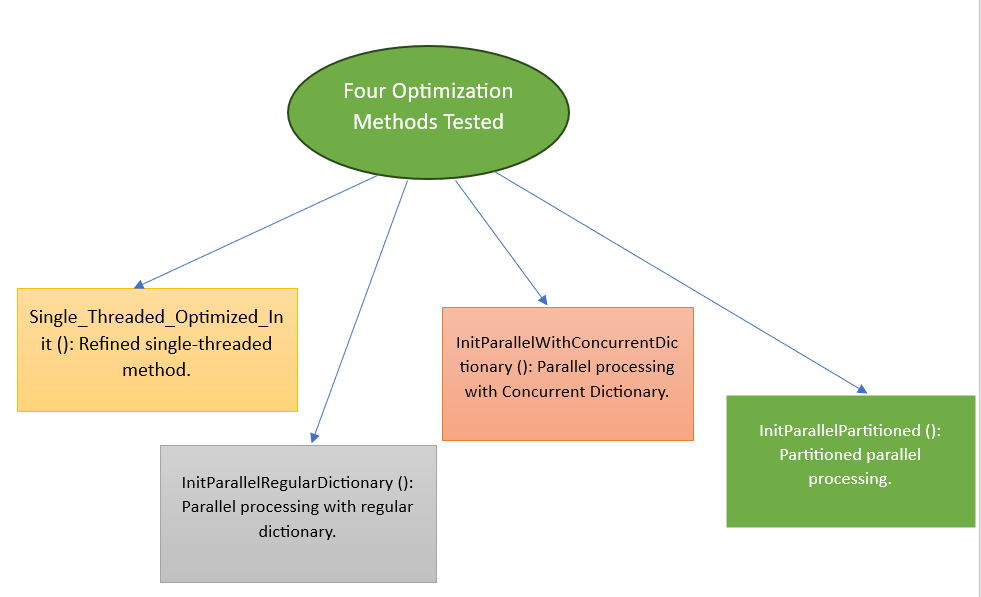 Four Optimization
Methods Tested
Single_Threaded_Optimized_In
it (): Refined single-threaded
method.
InitParallelRegularDictionary ():
Parallel processing with regular
dictionary.
InitParallelWithConcurrentDic
tionary (): Parallel processing
with Concurrent Dictionary.
InitParallelPartitioned ():
Partitioned parallel
processing.